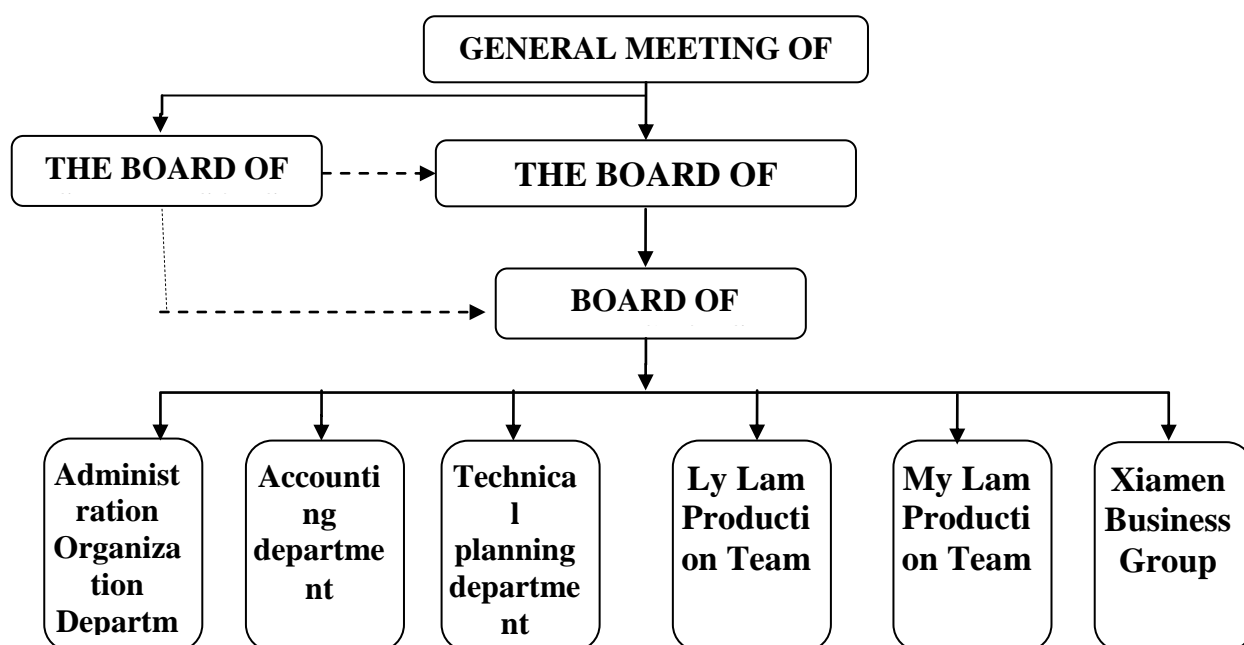 GENERAL MEETING OF
THE BOARD OF
THE BOARD OF
BOARD OF
Administ
ration
Organiza
tion
Departm
Accounti
ng
departme
nt
Technica
l
planning
departme
nt
Ly Lam
Producti
on Team
My Lam
Producti
on Team
Xiamen
Business
Group